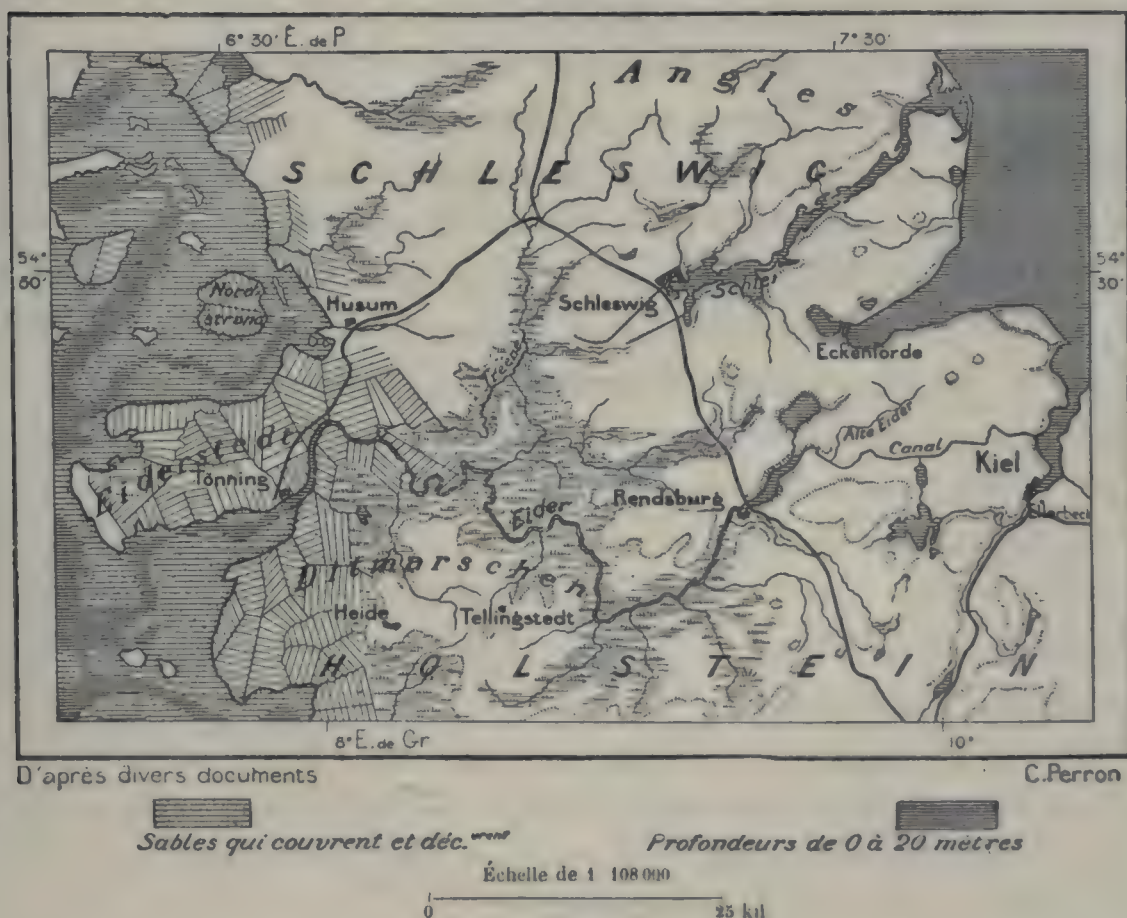 6° 30' E. de P
7° 30'
Angles
SCHLESWIG
54°
30'
54°
30'
Nord
strand
Husum
Schleswig
Schlei
Eckenförde
Treene
Eiderstedt
Tönning
Alte Eider
Canal
Kiel
Rendsburg
Ellerbeck
Eider
Ditmarschen
Heide
Tellingstedt
HOLSTEIN
8° E. de Gr
10°
D'après divers documents
C. Perron
Sables qui couvrent et déc.vrent
Profondeurs de 0 à 20 mètres
Échelle de 1 108 000
0
25 kil